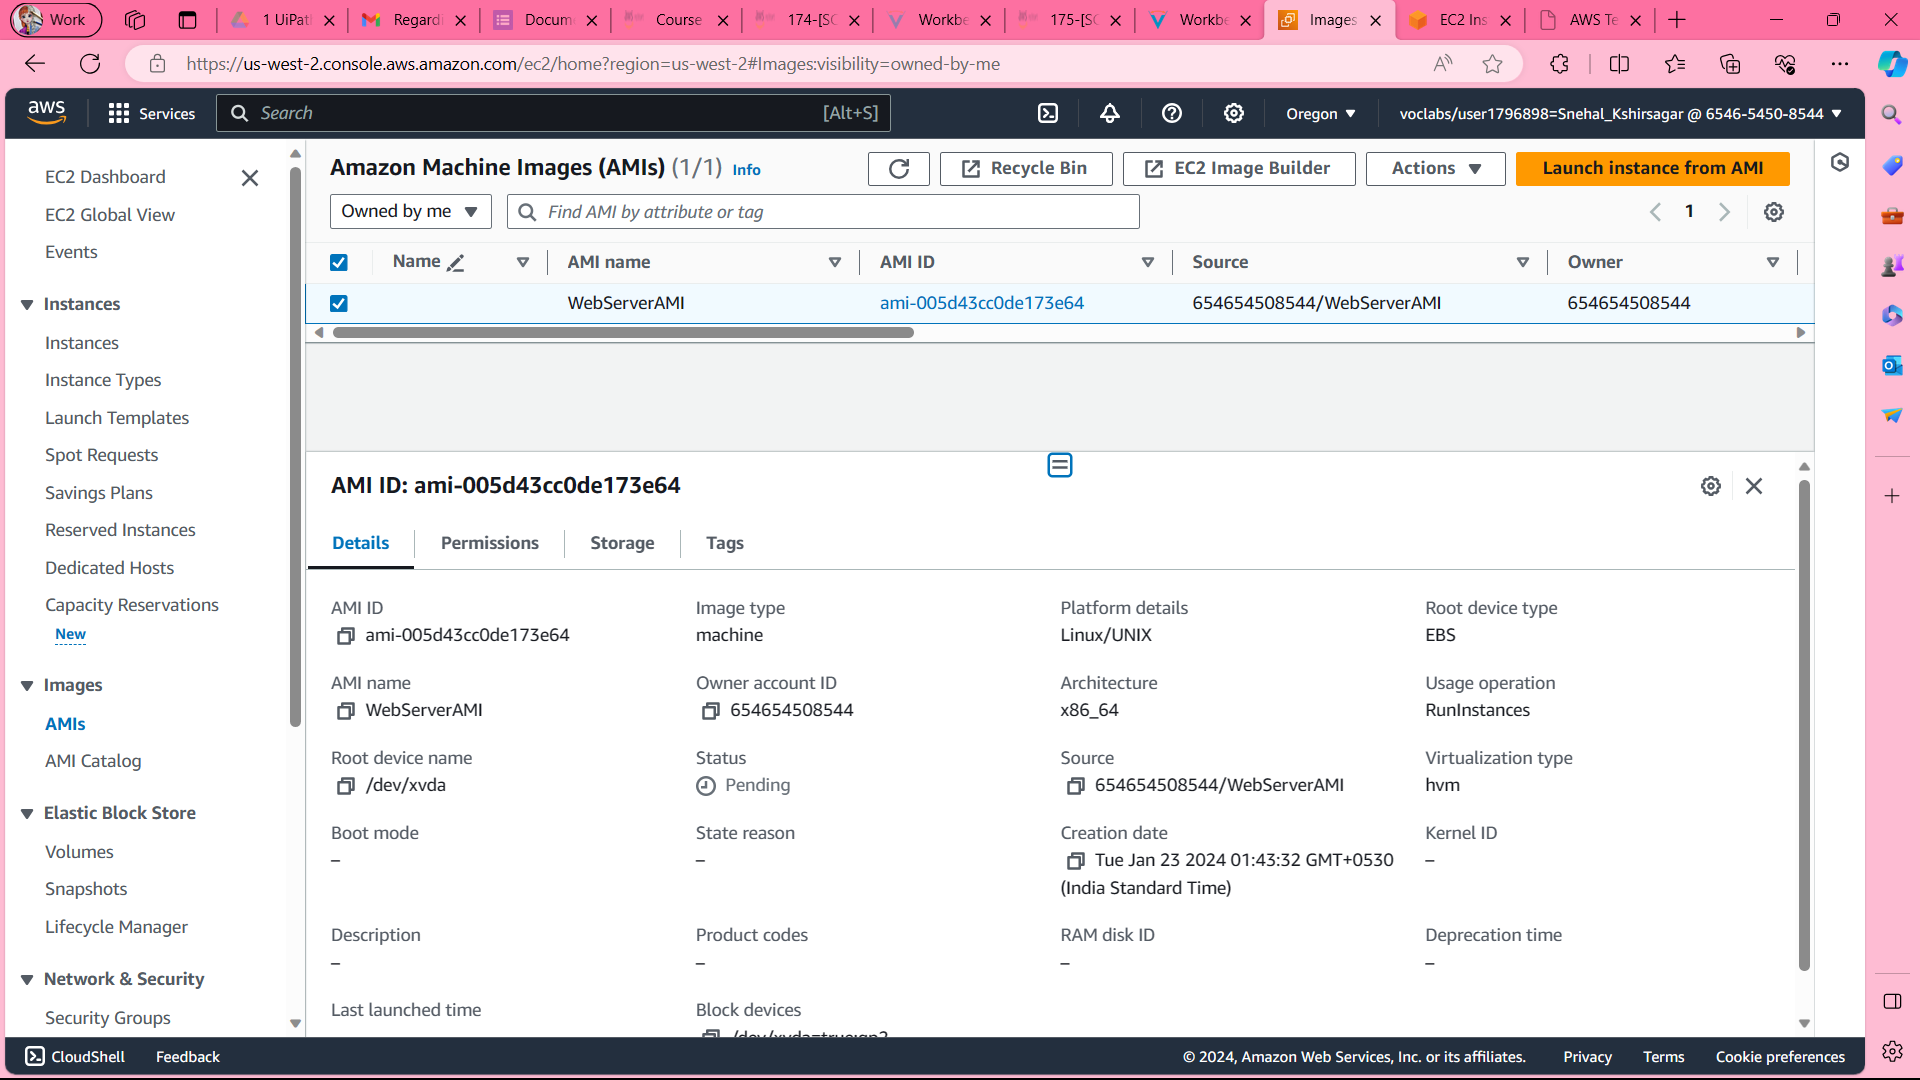 Work
1 UiPat
Regardi
Docum
Course
174-[SC
Workbe
175-[SC
Workbe
Images
EC2 Ins
AWS Te
https://us-west-2.console.aws.amazon.com/ec2/home?region=us-west-2#Images:visibility=owned-by-me
aws
Services
Search
[Alt+S]
Oregon
voclabs/user1796898=Snehal_Kshirsagar @ 6546-5450-8544
EC2 Dashboard
EC2 Global View
Events
Instances
Instances
Instance Types
Launch Templates
Spot Requests
Savings Plans
Reserved Instances
Dedicated Hosts
Capacity Reservations
New
Images
AMIs
AMI Catalog
Elastic Block Store
Volumes
Snapshots
Lifecycle Manager
Network & Security
Security Groups
Amazon Machine Images (AMIs) (1/1) Info
Recycle Bin
EC2 Image Builder
Actions
Launch instance from AMI
Owned by me
Find AMI by attribute or tag
1
Name
AMI name
AMI ID
Source
Owner
WebServerAMI
ami-005d43cc0de173e64
654654508544/WebServerAMI
654654508544
AMI ID: ami-005d43cc0de173e64
Details
Permissions
Storage
Tags
AMI ID
ami-005d43cc0de173e64
Image type
machine
Platform details
Linux/UNIX
Root device type
EBS
AMI name
WebServerAMI
Owner account ID
654654508544
Architecture
x86_64
Usage operation
RunInstances
Root device name
/dev/xvda
Status
Pending
Source
654654508544/WebServerAMI
Virtualization type
hvm
Boot mode
–
State reason
–
Creation date
Tue Jan 23 2024 01:43:32 GMT+0530
(India Standard Time)
Kernel ID
–
Description
–
Product codes
–
RAM disk ID
–
Deprecation time
–
Last launched time
Block devices
CloudShell
Feedback
© 2024, Amazon Web Services, Inc. or its affiliates.
Privacy
Terms
Cookie preferences